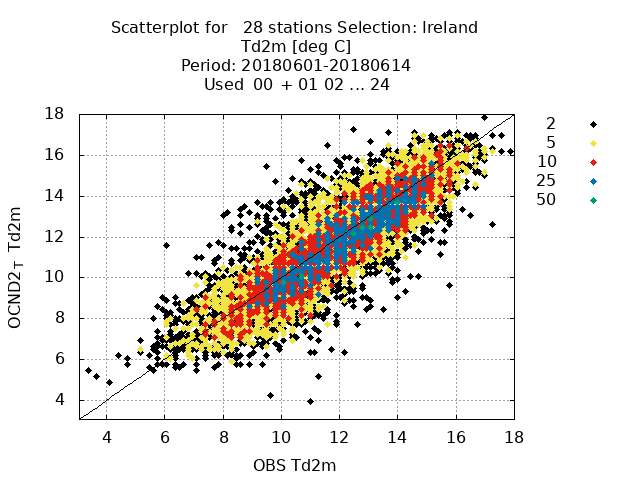 Scatterplot for   28 stations Selection: Ireland
Td2m [deg C]
Period: 20180601-20180614
Used  00 + 01 02 ... 24
OCND2_T Td2m
18
16
14
12
10
8
6
4
4 6 8 10 12 14 16 18
OBS Td2m
2
5
10
25
50